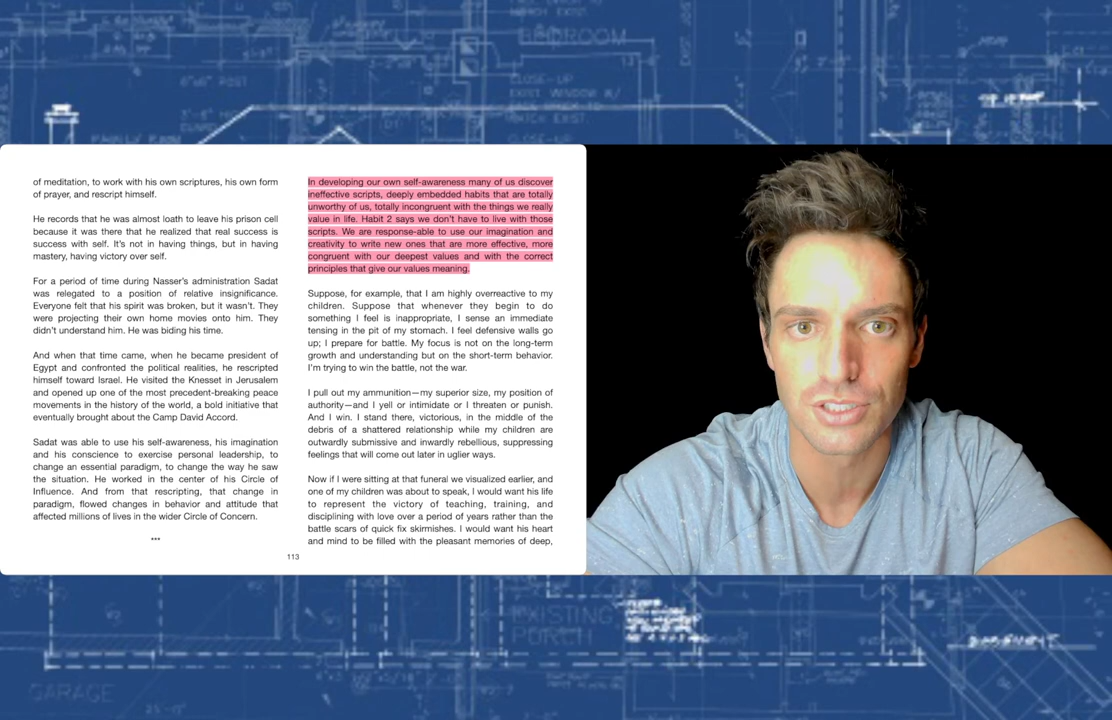 WHICH EXIST.
BEDROOM
CLOSE-UP
6"x6" POST
CLOSE-UP
of meditation, to work with his own scriptures, his own form
of prayer, and rescript himself.
He records that he was almost loath to leave his prison cell
because it was there that he realized that real success is
success with self. It's not in having things, but in having
mastery, having victory over self.
For a period of time during Nasser's administration Sadat
was relegated to a position of relative insignificance.
Everyone felt that his spirit was broken, but it wasn't. They
were projecting their own home movies onto him. They
didn't understand him. He was biding his time.
And when that time came, when he became president of
Egypt and confronted the political realities, he rescripted
himself toward Israel. He visited the Knesset in Jerusalem
and opened up one of the most precedent-breaking peace
movements in the history of the world, a bold initiative that
eventually brought about the Camp David Accord.
Sadat was able to use his self-awareness, his imagination
and his conscience to exercise personal leadership, to
change an essential paradigm, to change the way he saw
the situation. He worked in the center of his Circle of
Influence. And from that rescripting, that change in
paradigm, flowed changes in behavior and attitude that
affected millions of lives in the wider Circle of Concern.
***
In developing our own self-awareness many of us discover
ineffective scripts, deeply embedded habits that are totally
unworthy of us, totally incongruent with the things we really
value in life. Habit 2 says we don't have to live with those
scripts. We are response-able to use our imagination and
creativity to write new ones that are more effective, more
congruent with our deepest values and with the correct
principles that give our values meaning.
Suppose, for example, that I am highly overreactive to my
children. Suppose that whenever they begin to do
something I feel is inappropriate, I sense an immediate
tensing in the pit of my stomach. I feel defensive walls go
up; I prepare for battle. My focus is not on the long-term
growth and understanding but on the short-term behavior.
I'm trying to win the battle, not the war.
I pull out my ammunition—my superior size, my position of
authority—and I yell or intimidate or I threaten or punish.
And I win. I stand there, victorious, in the middle of the
debris of a shattered relationship while my children are
outwardly submissive and inwardly rebellious, suppressing
feelings that will come out later in uglier ways.
Now if I were sitting at that funeral we visualized earlier, and
one of my children was about to speak, I would want his life
to represent the victory of teaching, training, and
disciplining with love over a period of years rather than the
battle scars of quick fix skirmishes. I would want his heart
and mind to be filled with the pleasant memories of deep,
113
EXISTING
PORCH
BASEMENT
GARAGE